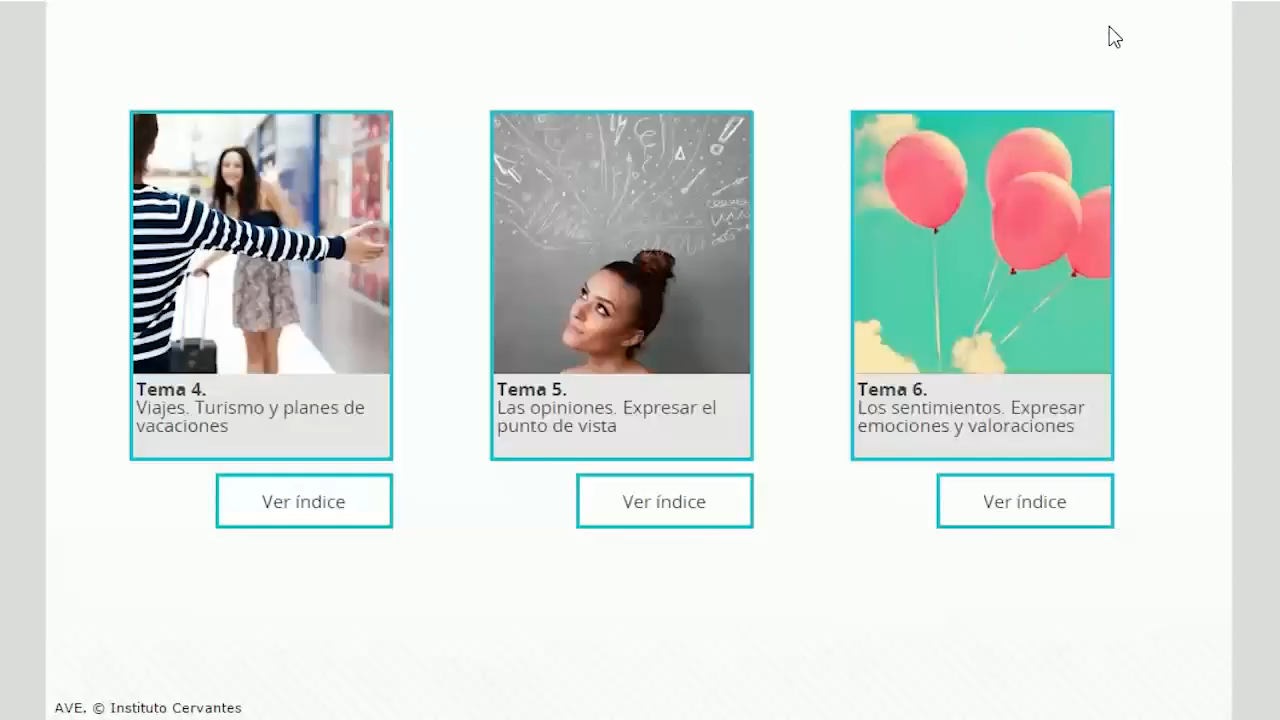 Tema 4.
Viajes. Turismo y planes de
vacaciones
Ver índice
Tema 5.
Las opiniones. Expresar el
punto de vista
Ver índice
Tema 6.
Los sentimientos. Expresar
emociones y valoraciones
Ver índice
AVE. © Instituto Cervantes